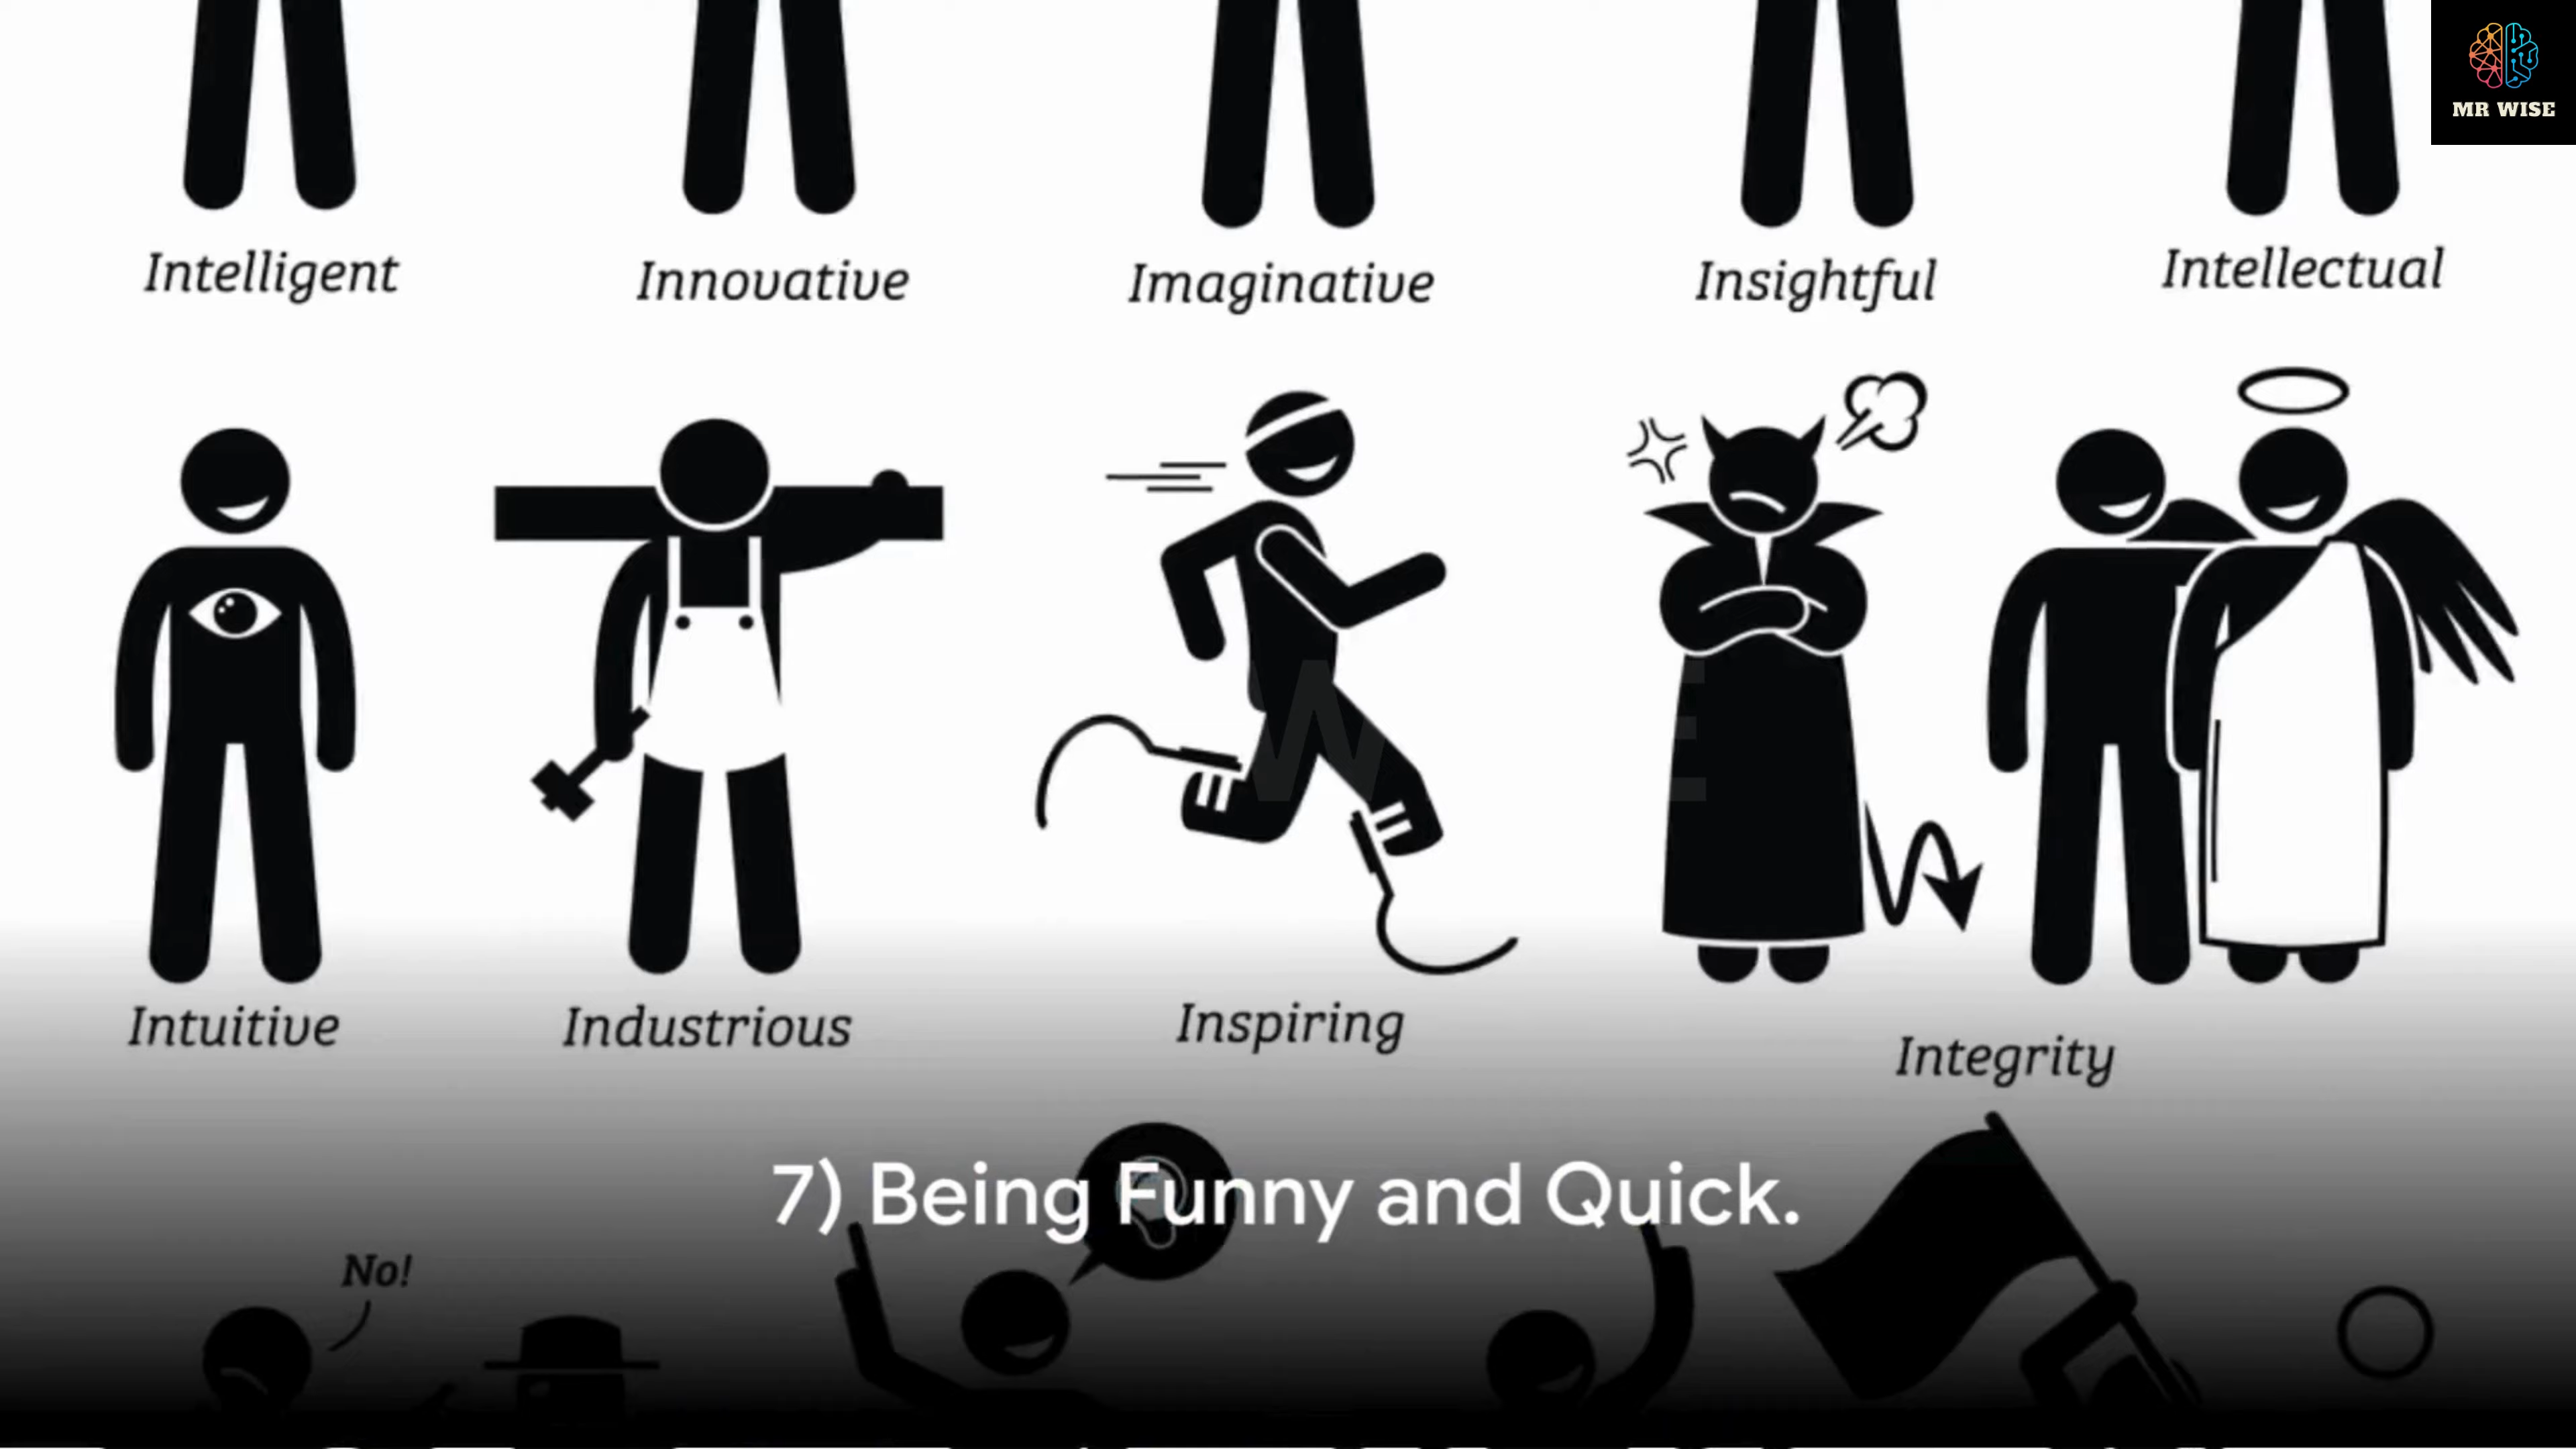 MR WISE
Intelligent
Innovative
Imaginative
Insightful
Intellectual
Intuitive
Industrious
Inspiring
Integrity
7) Being Funny and Quick.
No!